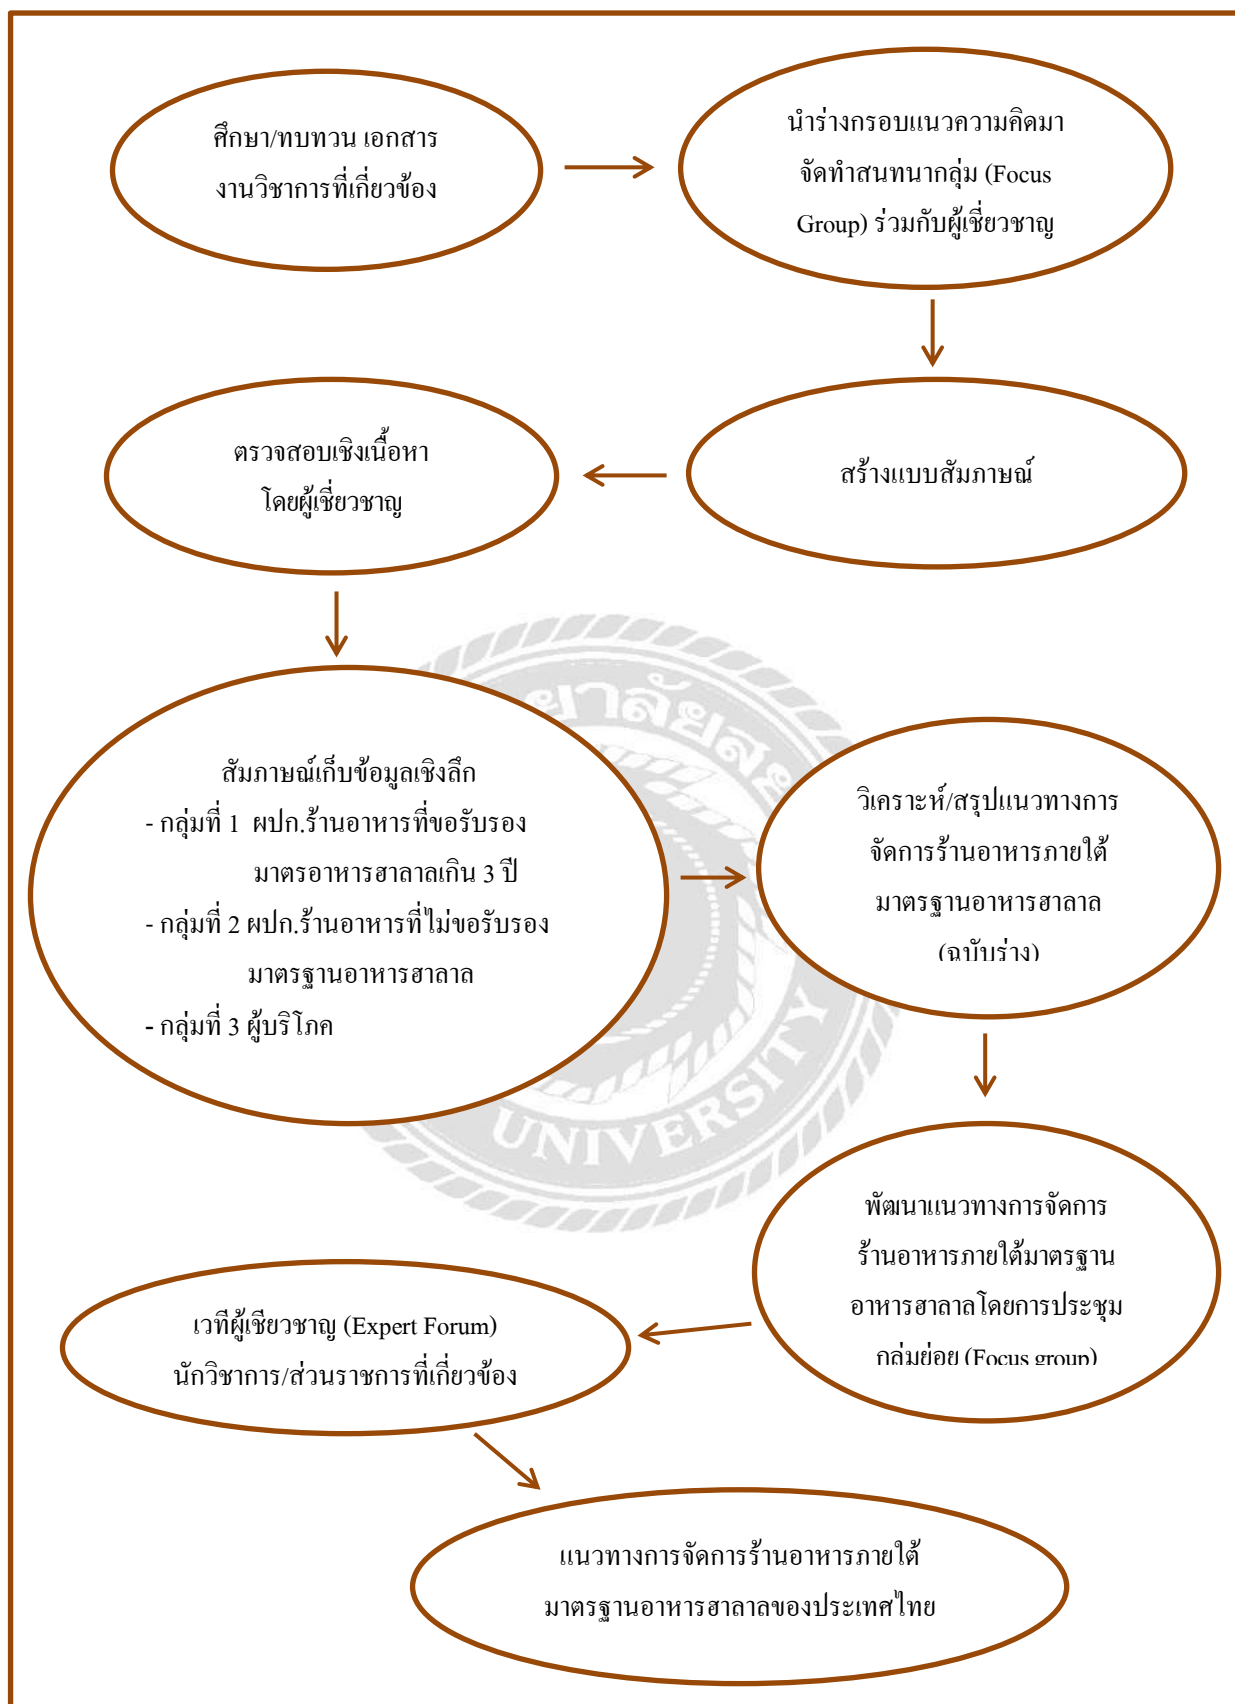 ศึกษา/ทบทวน เอกสาร
งานวิชาการที่เกี่ยวข้อง
นำร่างกรอบแนวความคิดมา
จัดทำสนทนากลุ่ม (Focus
Group) ร่วมกับผู้เชี่ยวชาญ
สร้างแบบสัมภาษณ์
ตรวจสอบเชิงเนื้อหา
โดยผู้เชี่ยวชาญ
สัมภาษณ์เก็บข้อมูลเชิงลึก
- กลุ่มที่ 1 ผปก.ร้านอาหารที่ขอรับรอง
มาตรอาหารฮาลาลเกิน 3 ปี
- กลุ่มที่ 2 ผปก.ร้านอาหารที่ไม่ขอรับรอง
มาตรฐานอาหารฮาลาล
- กลุ่มที่ 3 ผู้บริโภค
วิเคราะห์/สรุปแนวทางการ
จัดการร้านอาหารภายใต้
มาตรฐานอาหารฮาลาล
(ฉบับร่าง)
พัฒนาแนวทางการจัดการ
ร้านอาหารภายใต้มาตรฐาน
อาหารฮาลาลโดยการประชุม
กลุ่มย่อย (Focus group)
เวทีผู้เชียวชาญ (Expert Forum)
นักวิชาการ/ส่วนราชการที่เกี่ยวข้อง
แนวทางการจัดการร้านอาหารภายใต้
มาตรฐานอาหารฮาลาลของประเทศไทย
UNIVERSITY